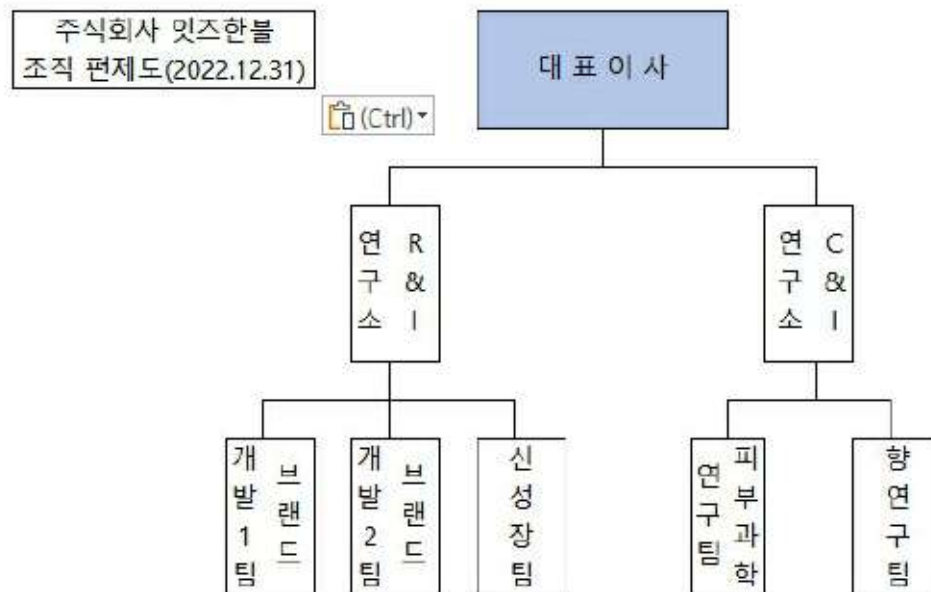 주식회사 잇츠한불
조직 편제도(2022.12.31)
(Ctrl)
대표이사
R&I
연구소
C&I
연구소
브랜드
개발1팀
브랜드
개발2팀
신성장팀
피부과학
연구팀
향연구팀